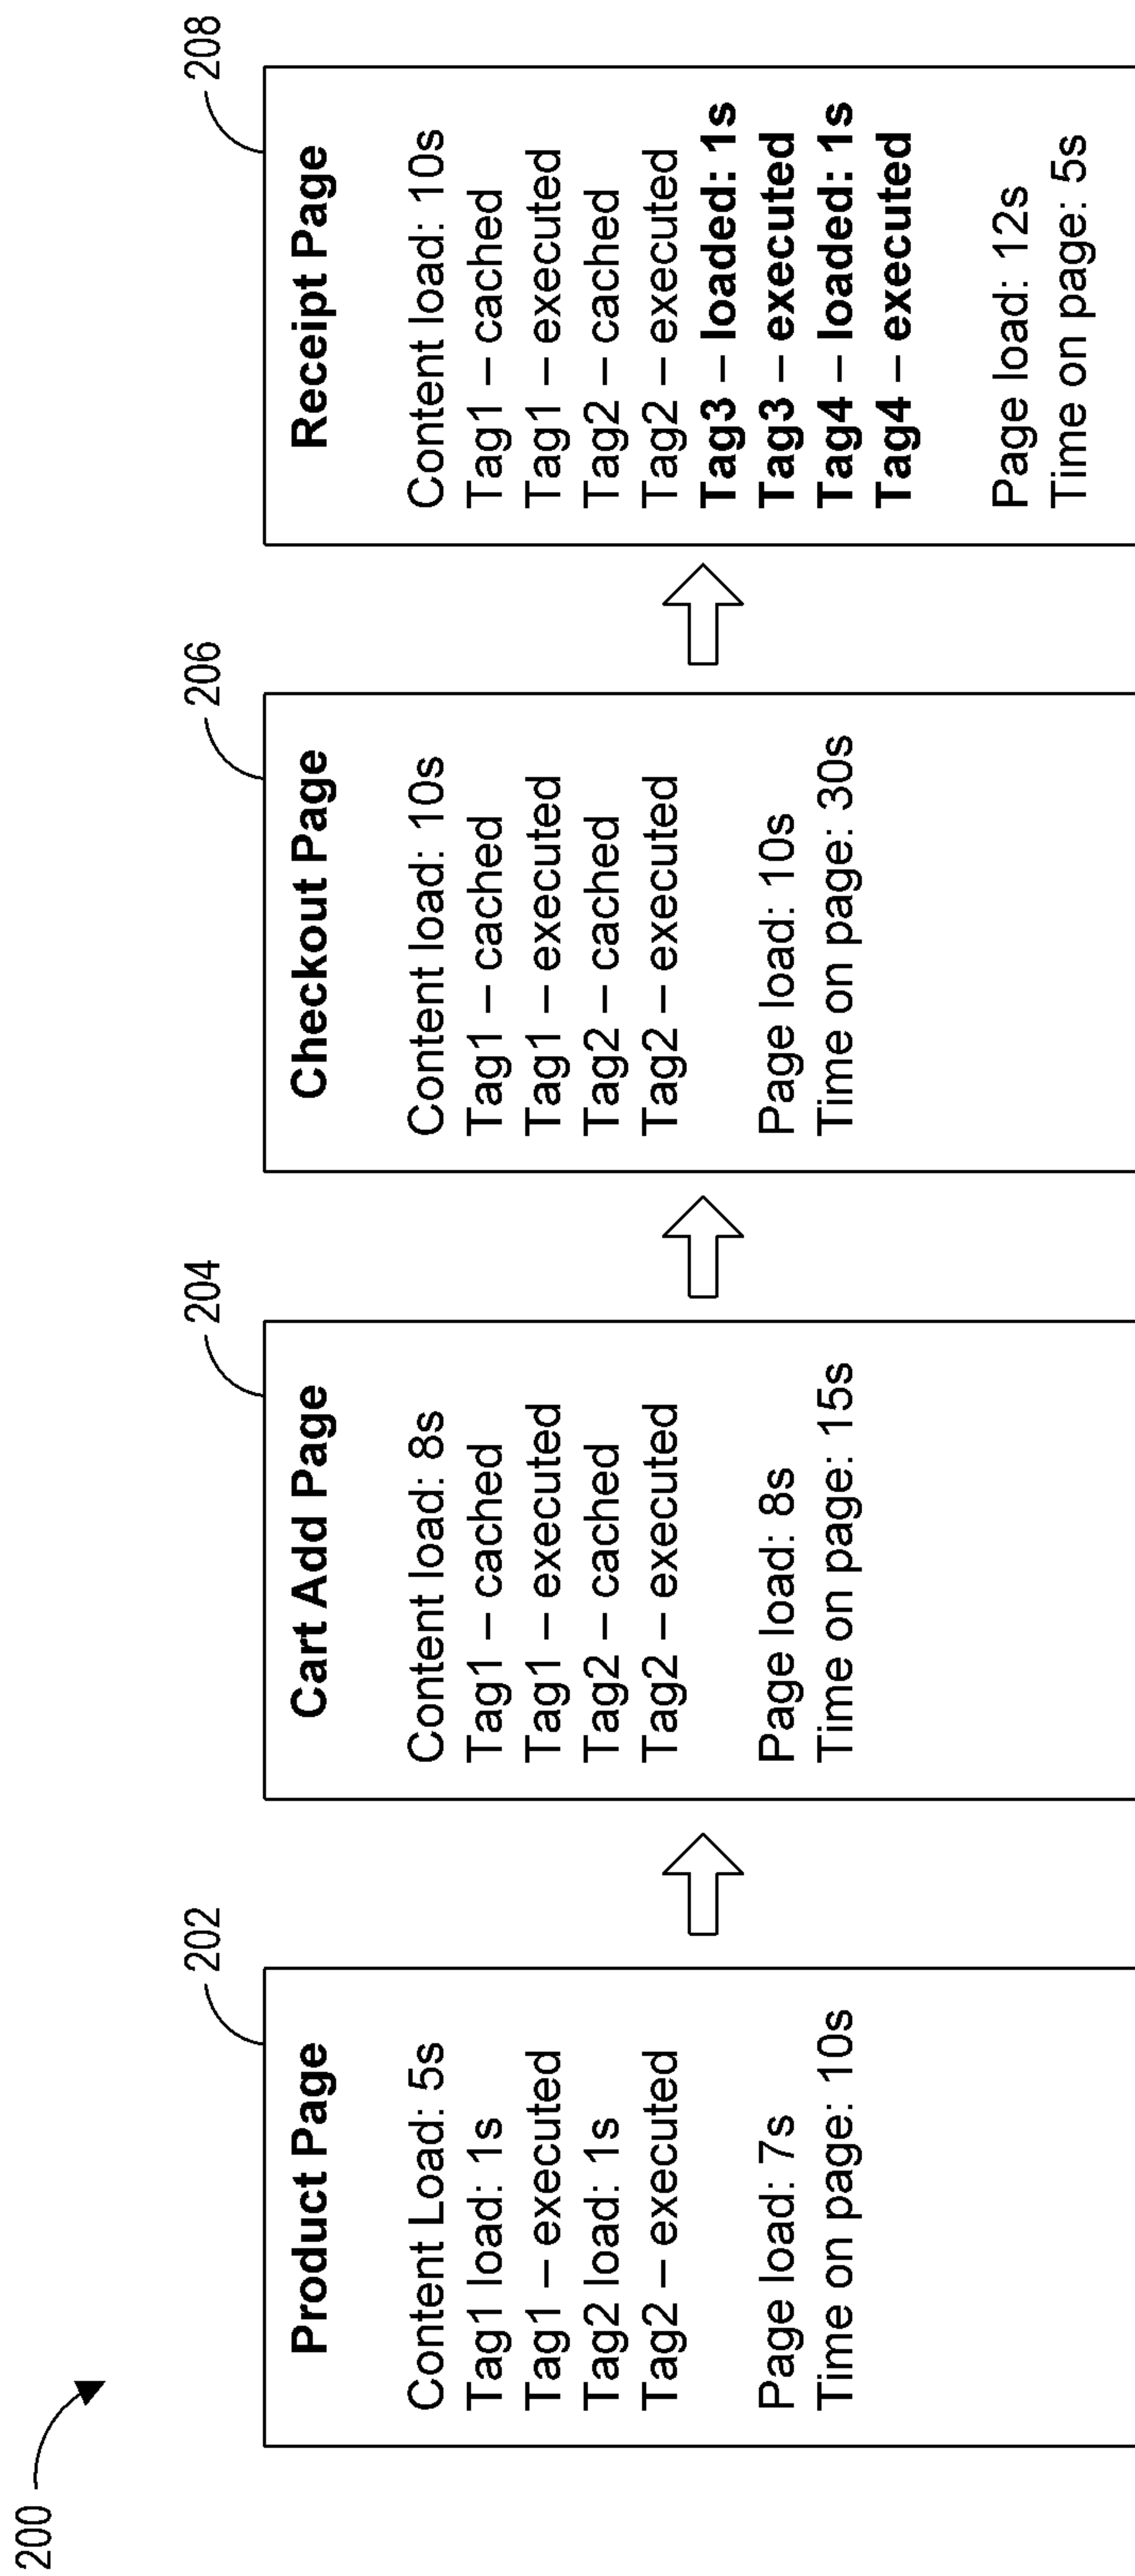 200
202
Product Page
Content Load: 5s
Tag1 load: 1s
Tag1 – executed
Tag2 load: 1s
Tag2 – executed
Page load: 7s
Time on page: 10s
204
Cart Add Page
Content load: 8s
Tag1 – cached
Tag1 – executed
Tag2 – cached
Tag2 – executed
Page load: 8s
Time on page: 15s
206
Checkout Page
Content load: 10s
Tag1 – cached
Tag1 – executed
Tag2 – cached
Tag2 – executed
Page load: 10s
Time on page: 30s
208
Receipt Page
Content load: 10s
Tag1 – cached
Tag1 – executed
Tag2 – cached
Tag2 – executed
Tag3 – loaded: 1s
Tag3 – executed
Tag4 – loaded: 1s
Tag4 – executed
Page load: 12s
Time on page: 5s